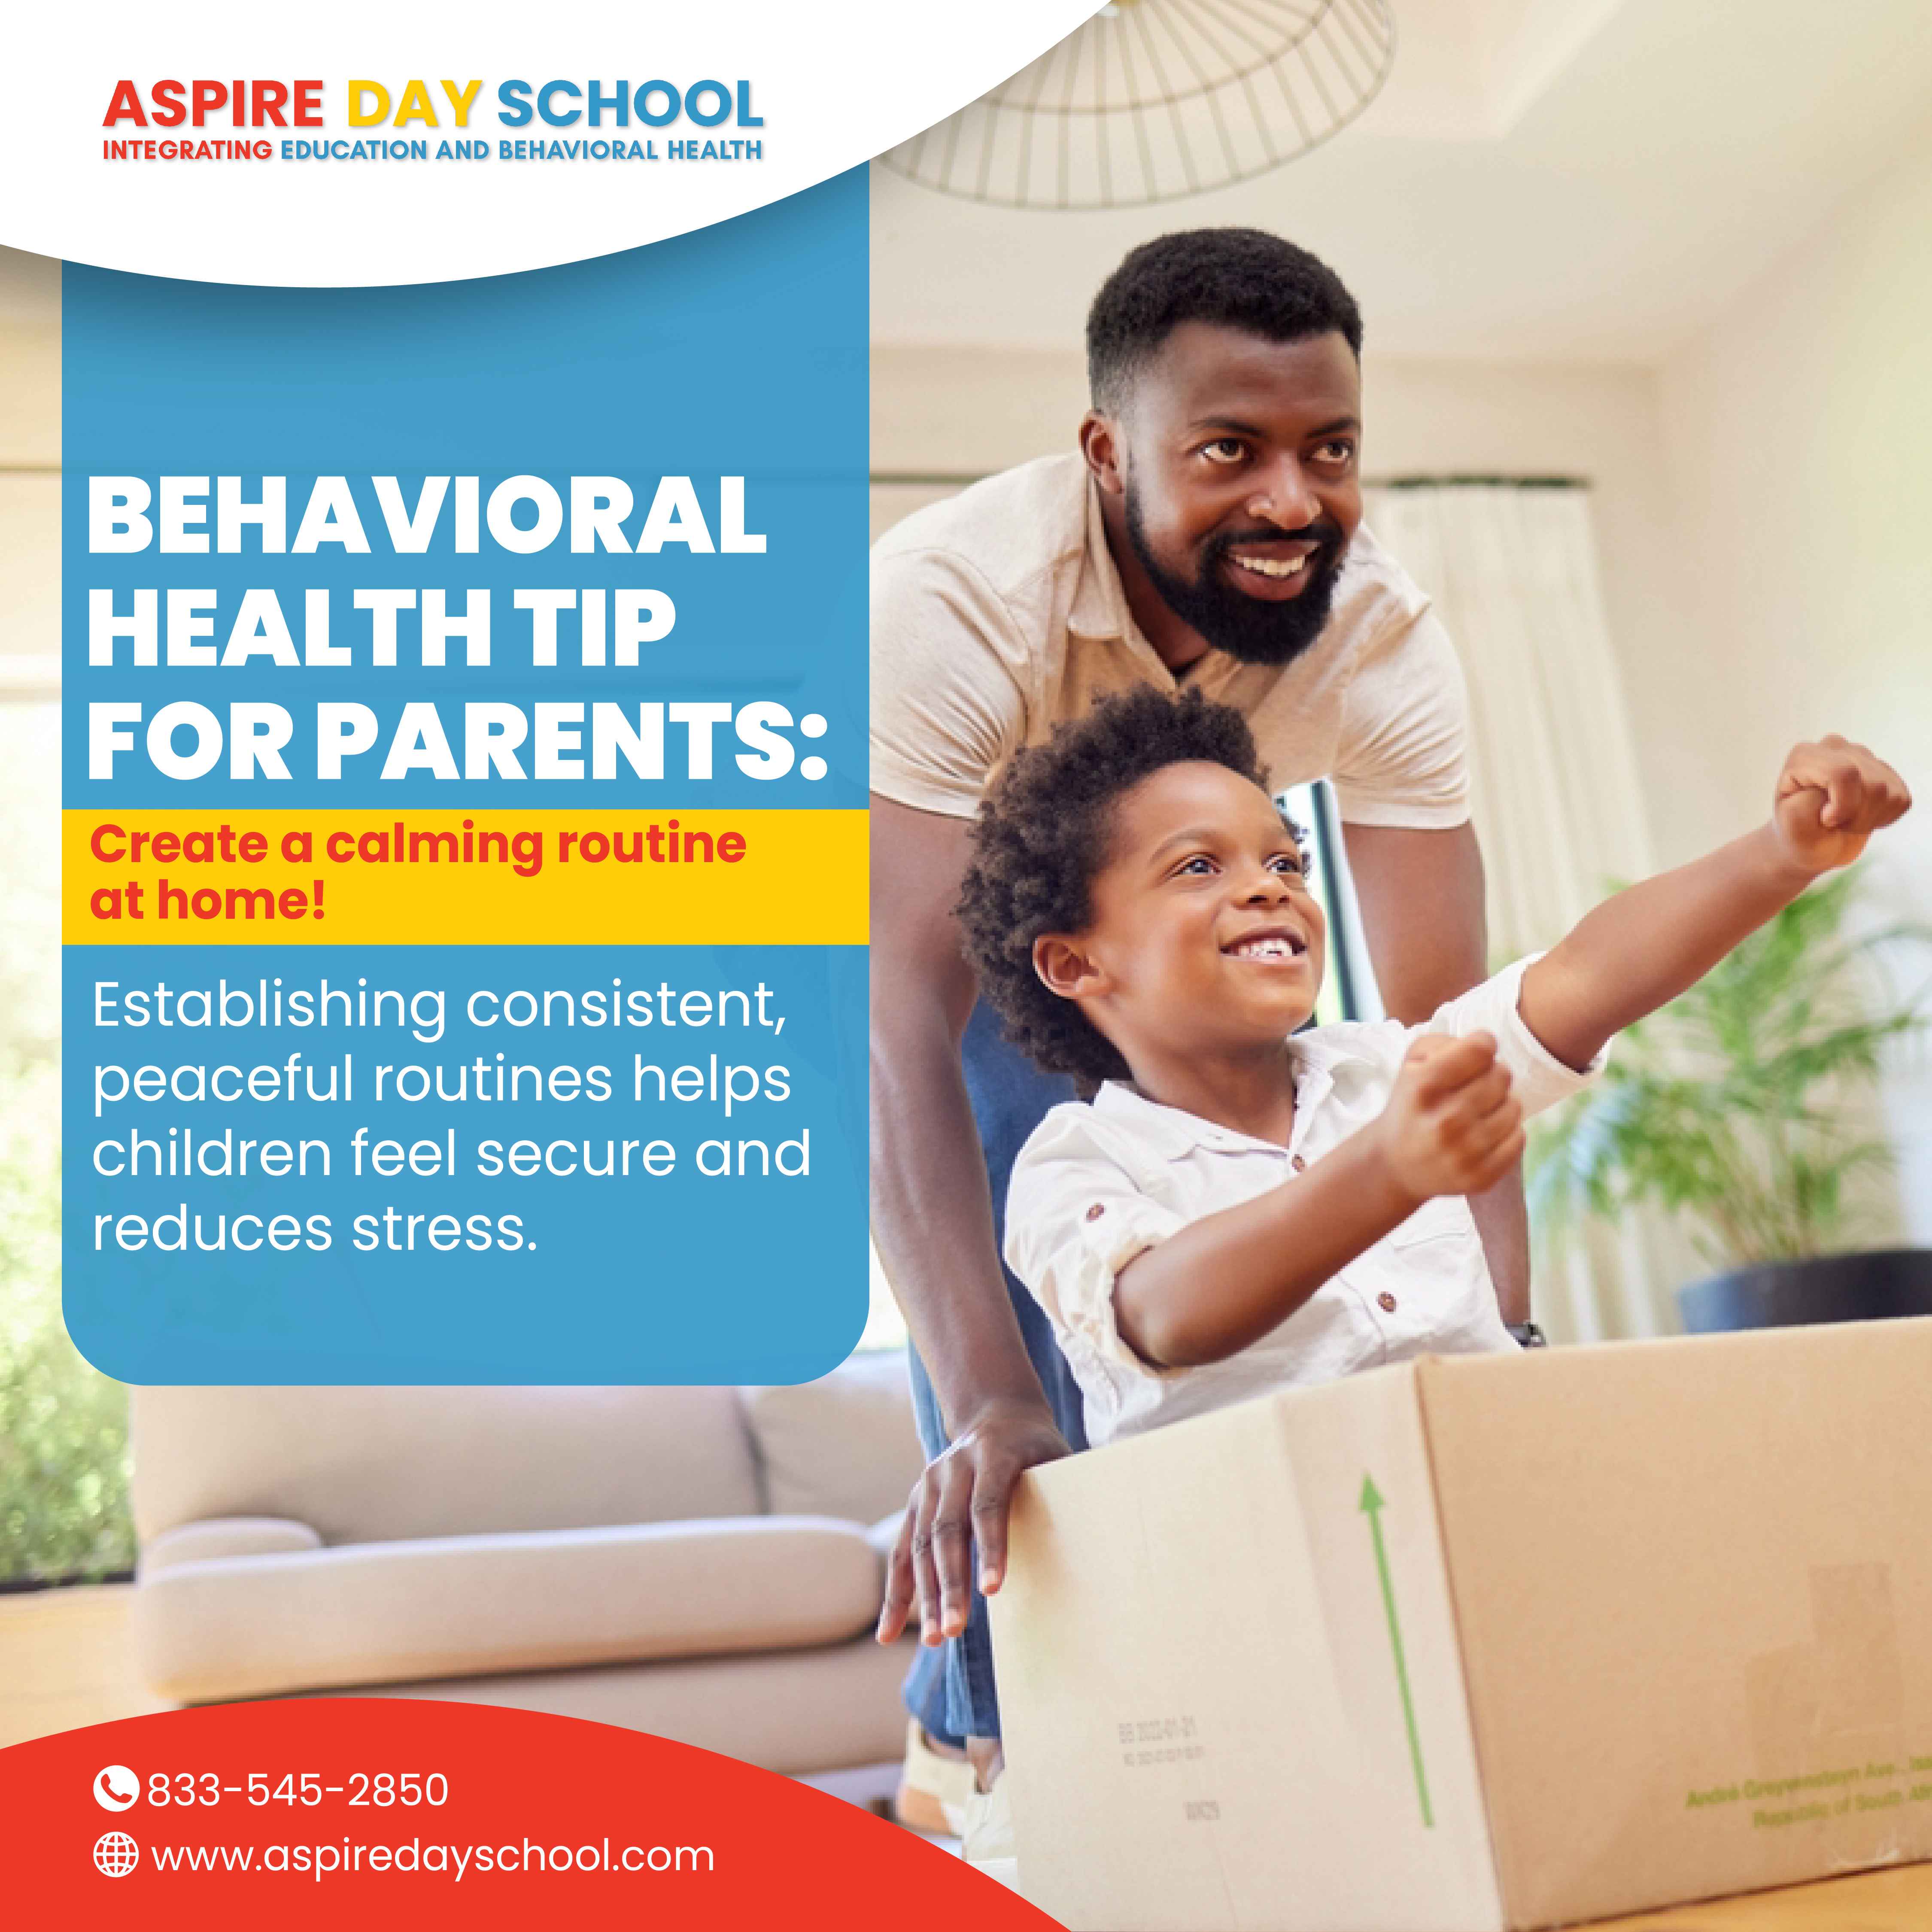 ASPIRE DAY SCHOOL
INTEGRATING EDUCATION AND BEHAVIORAL HEALTH
BEHAVIORAL
HEALTH TIP
FOR PARENTS:
Create a calming routine
at home!
Establishing consistent,
peaceful routines helps
children feel secure and
reduces stress.
833-545-2850
www.aspiredayschool.com